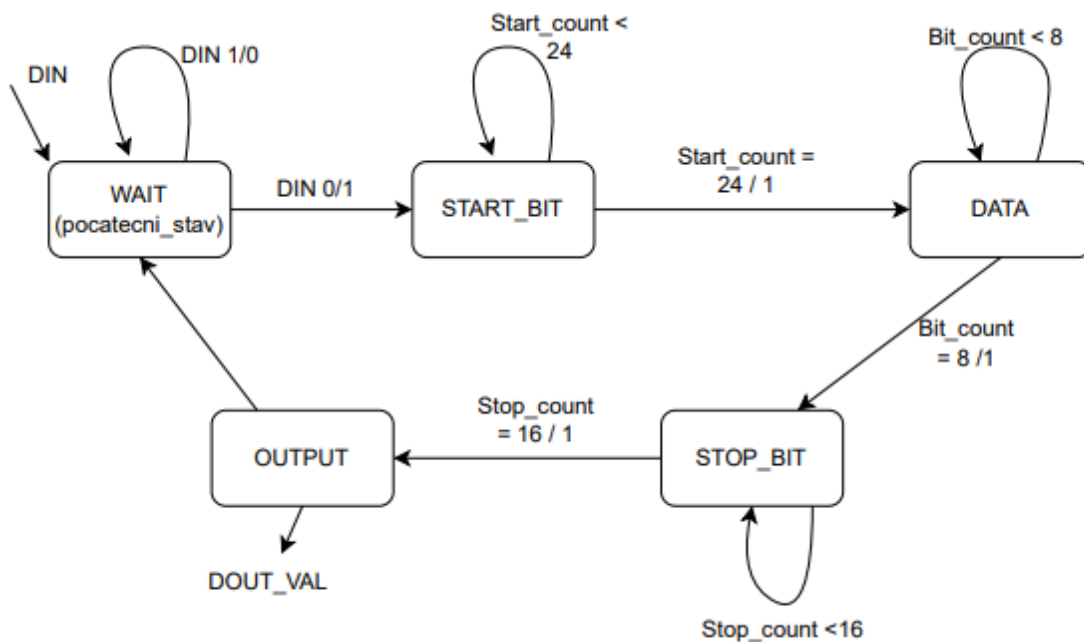 DIN
DIN 1/0
Start_count <
24
Bit_count < 8
WAIT
(pocatecni_stav)
DIN 0/1
START_BIT
Start_count =
24 / 1
DATA
Bit_count
= 8 /1
STOP_BIT
Stop_count <16
Stop_count
= 16 / 1
OUTPUT
DOUT_VAL